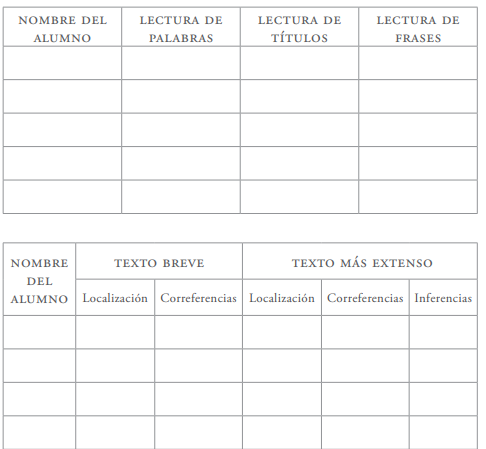 NOMBRE DEL ALUMNO LECTURA DE PALABRAS LECTURA DE TÍTULOS LECTURA DE FRASES
NOMBRE DEL ALUMNO TEXTO BREVE TEXTO MÁS EXTENSO
Localización Correferencias Localización Correferencias Inferencias